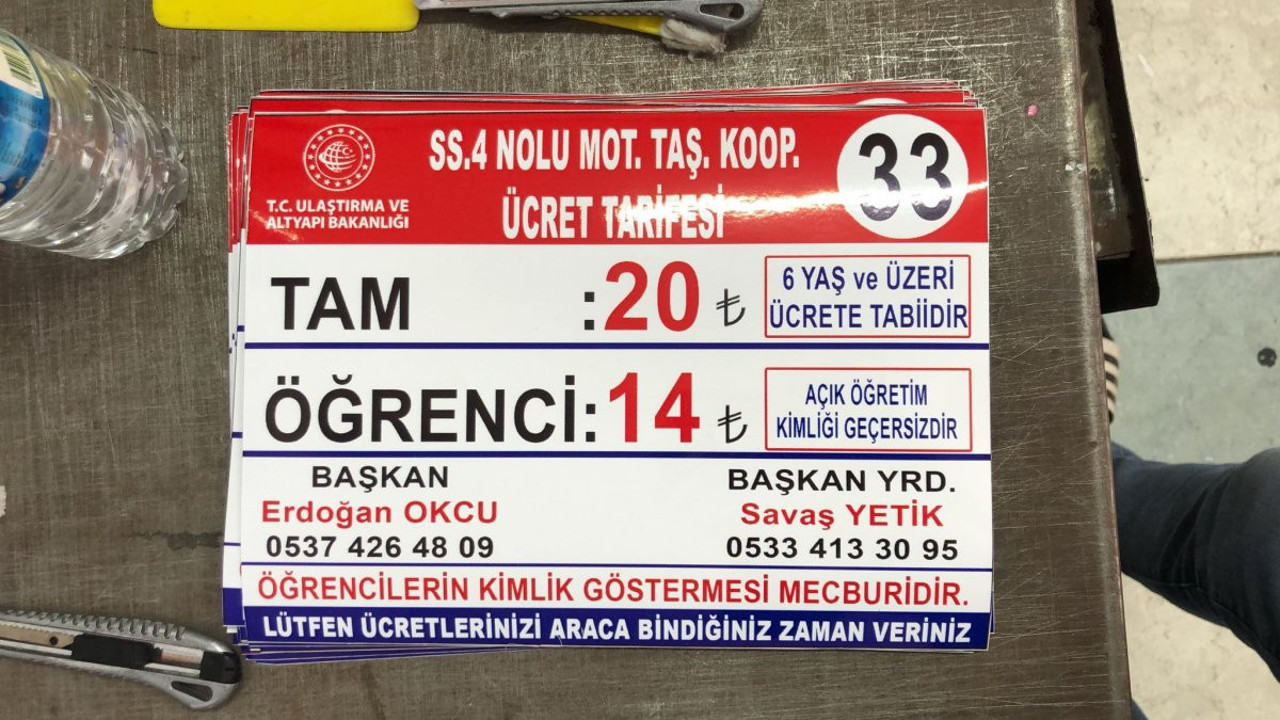 SS.4 NOLU MOT. TAŞ. KOOP.
ÜCRET TARİFESİ
33
T.C. ULAŞTIRMA VE
ALTYAPI BAKANLIĞI
TAM :20 ₺
6 YAŞ ve ÜZERİ
ÜCRETE TABİİDİR
ÖĞRENCİ:14 ₺
AÇIK ÖĞRETİM
KİMLİĞİ GEÇERSİZDİR
BAŞKAN
Erdoğan OKCU
0537 426 48 09
BAŞKAN YRD.
Savaş YETİK
0533 413 30 95
ÖĞRENCİLERİN KİMLİK GÖSTERMESİ MECBURİDİR.
LÜTFEN ÜCRETLERİNİZİ ARACA BİNDİĞİNİZ ZAMAN VERİNİZ